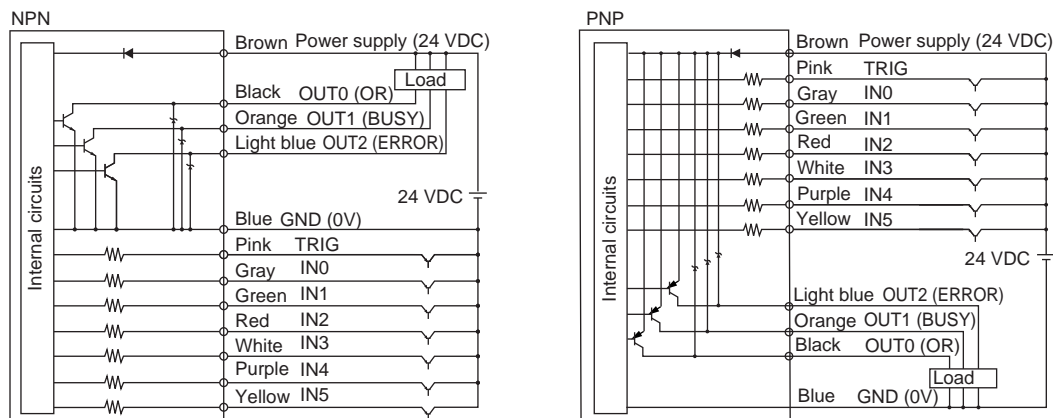 NPN
Internal circuits
Brown Power supply (24 VDC)
Load
Black OUT0 (OR)
Orange OUT1 (BUSY)
Light blue OUT2 (ERROR)
24 VDC
Blue GND (0V)
Pink TRIG
Gray IN0
Green IN1
Red IN2
White IN3
Purple IN4
Yellow IN5
PNP
Internal circuits
Brown Power supply (24 VDC)
Pink TRIG
Gray IN0
Green IN1
Red IN2
White IN3
Purple IN4
Yellow IN5
24 VDC
Light blue OUT2 (ERROR)
Orange OUT1 (BUSY)
Black OUT0 (OR)
Load
Blue GND (0V)